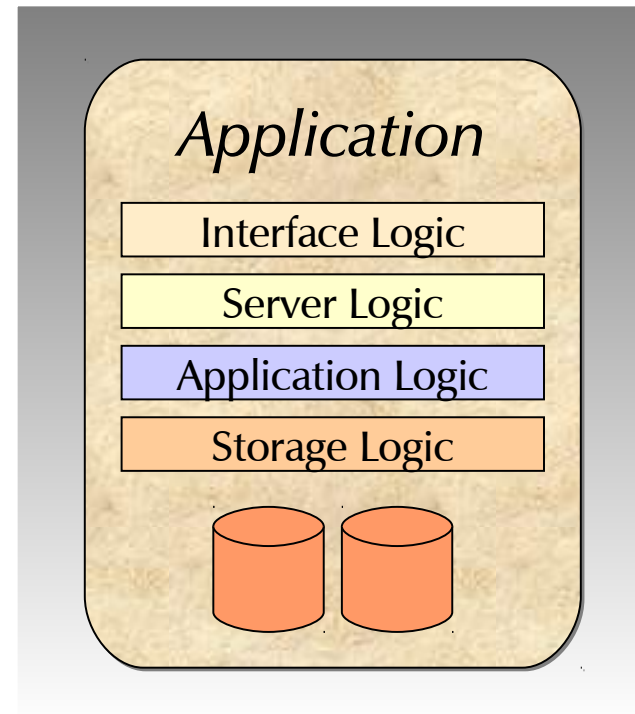 Application
Interface Logic
Server Logic
Application Logic
Storage Logic